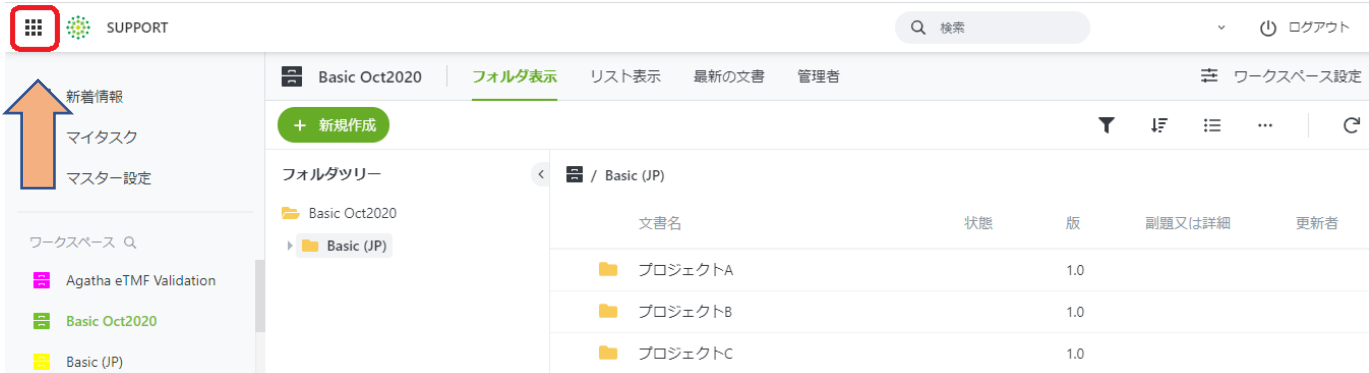 SUPPORT
検索
ログアウト
新着情報
マイタスク
マスター設定
ワークスペース
Agatha eTMF Validation
Basic Oct2020
Basic (JP)
Basic Oct2020 フォルダ表示 リスト表示 最新の文書 管理者 ワークスペース設定
+ 新規作成
フォルダツリー
Basic Oct2020
Basic (JP)
/ Basic (JP)
文書名 状態 版 副題又は詳細 更新者
プロジェクトA 1.0
プロジェクトB 1.0
プロジェクトC 1.0